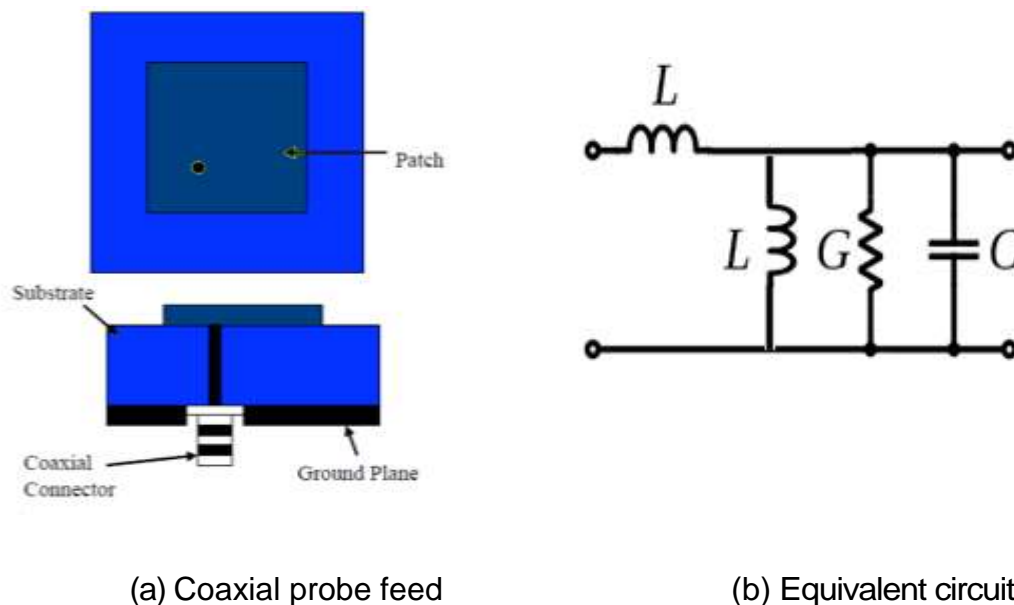 Patch
Substrate
Coaxial
Connector
Ground Plane
L
L
G
(a) Coaxial probe feed
(b) Equivalent circuit